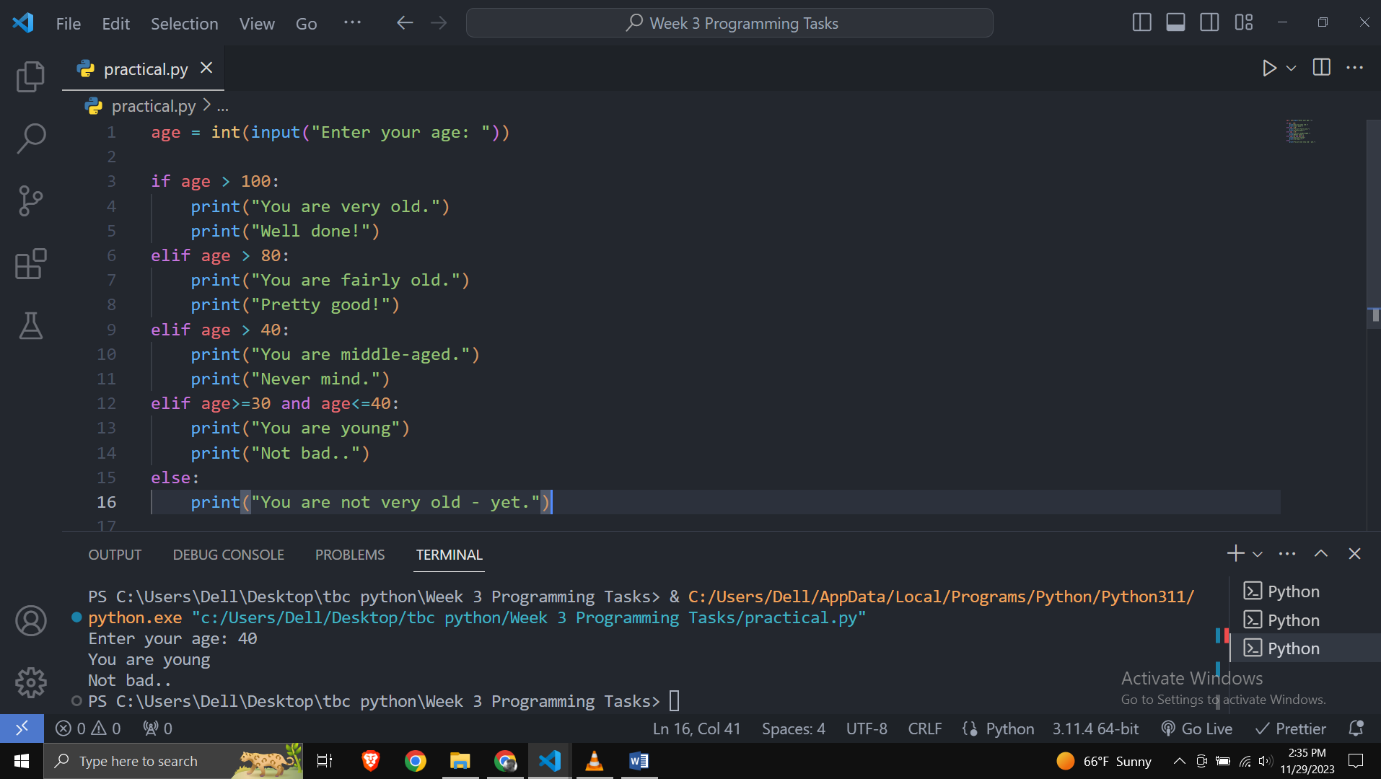 File Edit Selection View Go ··· Week 3 Programming Tasks
practical.py
practical.py > ...
1 age = int(input("Enter your age: "))
2
3 if age > 100:
4     print("You are very old.")
5     print("Well done!")
6 elif age > 80:
7     print("You are fairly old.")
8     print("Pretty good!")
9 elif age > 40:
10     print("You are middle-aged.")
11     print("Never mind.")
12 elif age>=30 and age<=40:
13     print("You are young")
14     print("Not bad..")
15 else:
16     print("You are not very old - yet.")
17
OUTPUT DEBUG CONSOLE PROBLEMS TERMINAL
PS C:\Users\Dell\Desktop\tbc python\Week 3 Programming Tasks> & C:/Users/Dell/AppData/Local/Programs/Python/Python311/
python.exe "c:/Users/Dell/Desktop/tbc python/Week 3 Programming Tasks/practical.py"
Enter your age: 40
You are young
Not bad..
PS C:\Users\Dell\Desktop\tbc python\Week 3 Programming Tasks>
Python
Python
Python
Activate Windows
Go to Settings to activate Windows.
0 0 0 Ln 16, Col 41 Spaces: 4 UTF-8 CRLF Python 3.11.4 64-bit Go Live Prettier
Type here to search 66°F Sunny 2:35 PM
11/29/2023